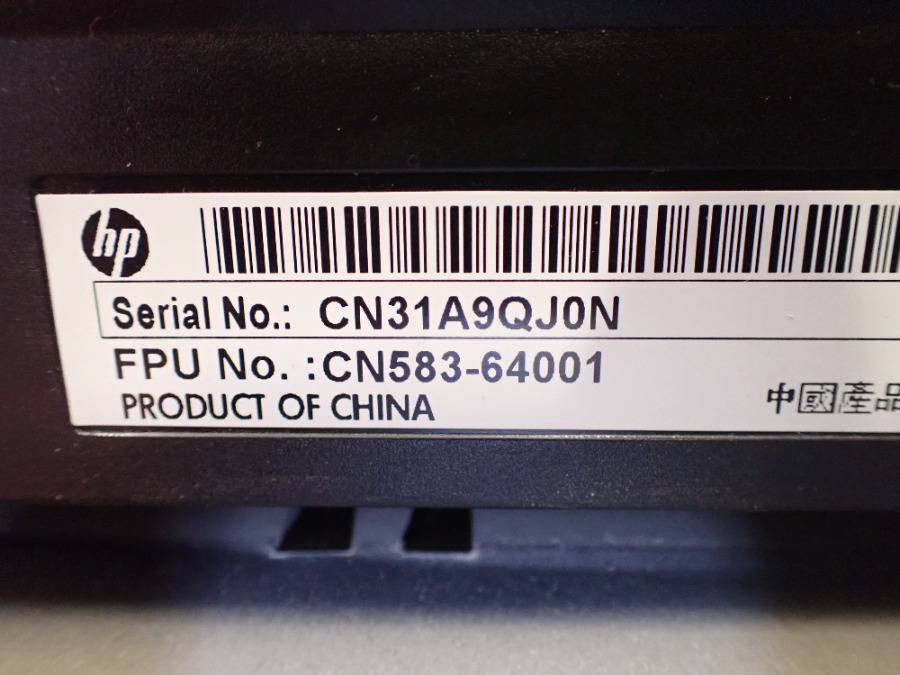 hp
Serial No.: CN31A9QJ0N
FPU No. :CN583-64001
PRODUCT OF CHINA
中國產品